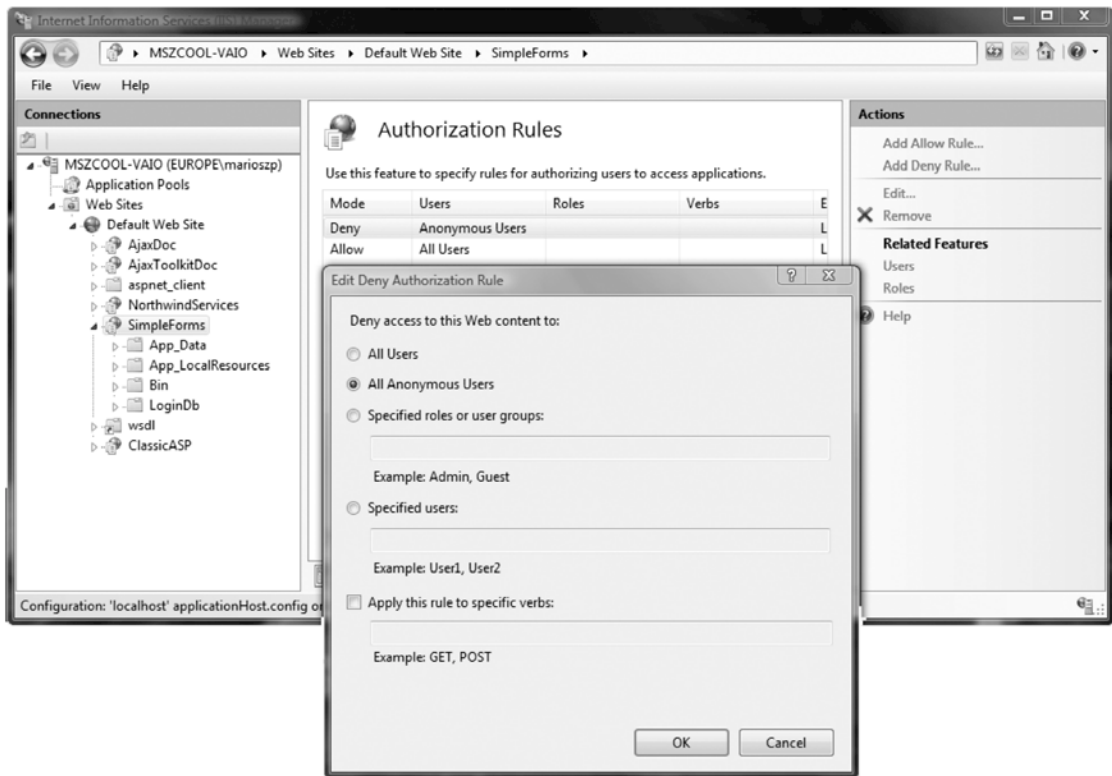 Internet Information Services (IIS) Manager
MSZCOOL-VAIO Web Sites Default Web Site SimpleForms
File View Help
Connections
MSZCOOL-VAIO (EUROPE\marioszp)
Application Pools
Web Sites
Default Web Site
AjaxDoc
AjaxToolkitDoc
aspnet_client
NorthwindServices
SimpleForms
App_Data
App_LocalResources
Bin
LoginDb
wsdl
ClassicASP
Configuration: 'localhost' applicationHost.config or
Authorization Rules
Use this feature to specify rules for authorizing users to access applications.
Mode Users Roles Verbs E
Deny Anonymous Users L
Allow All Users L
Edit Deny Authorization Rule
Deny access to this Web content to:
All Users
All Anonymous Users
Specified roles or user groups:
Example: Admin, Guest
Specified users:
Example: User1, User2
Apply this rule to specific verbs:
Example: GET, POST
OK Cancel
Actions
Add Allow Rule...
Add Deny Rule...
Edit...
Remove
Related Features
Users
Roles
Help